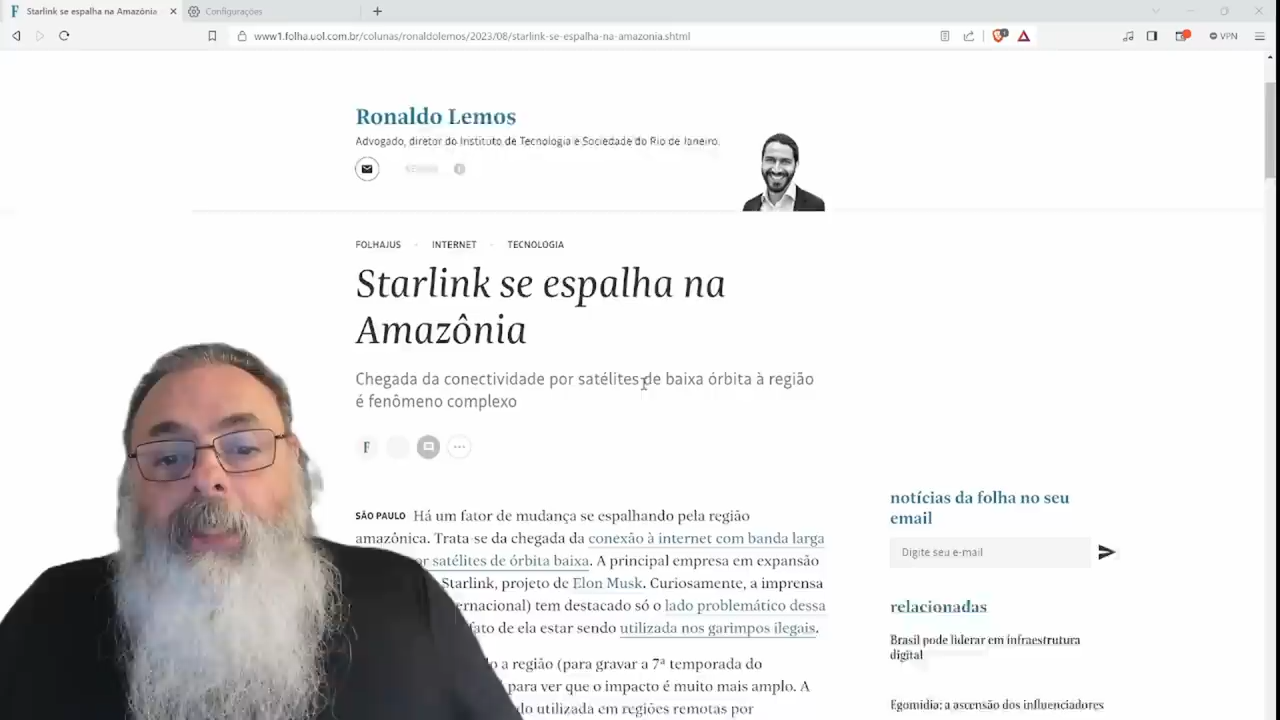 Starlink se espalha na Amazônia
Configurações
www1.folha.uol.com.br/colunas/ronaldolemos/2023/08/starlink-se-espalha-na-amazonia.shtml
VPN
Ronaldo Lemos
Advogado, diretor do Instituto de Tecnologia e Sociedade do Rio de Janeiro.
FOLHAJUS
INTERNET
TECNOLOGIA
Starlink se espalha na
Amazônia
Chegada da conectividade por satélites de baixa órbita à região
é fenômeno complexo
F
SÃO PAULO Há um fator de mudança se espalhando pela região
amazônica. Trata-se da chegada da conexão à internet com banda larga
satélites de órbita baixa. A principal empresa em expansão
Starlink, projeto de Elon Musk. Curiosamente, a imprensa
tem destacado só o lado problemático dessa
fato de ela estar sendo utilizada nos garimpos ilegais.
a região (para gravar a 7ª temporada do
para ver que o impacto é muito mais amplo. A
utilizada em regiões remotas por
notícias da folha no seu
email
Digite seu e-mail
relacionadas
Brasil pode liderar em infraestrutura
digital
Egomidia: a ascensão dos influenciadores